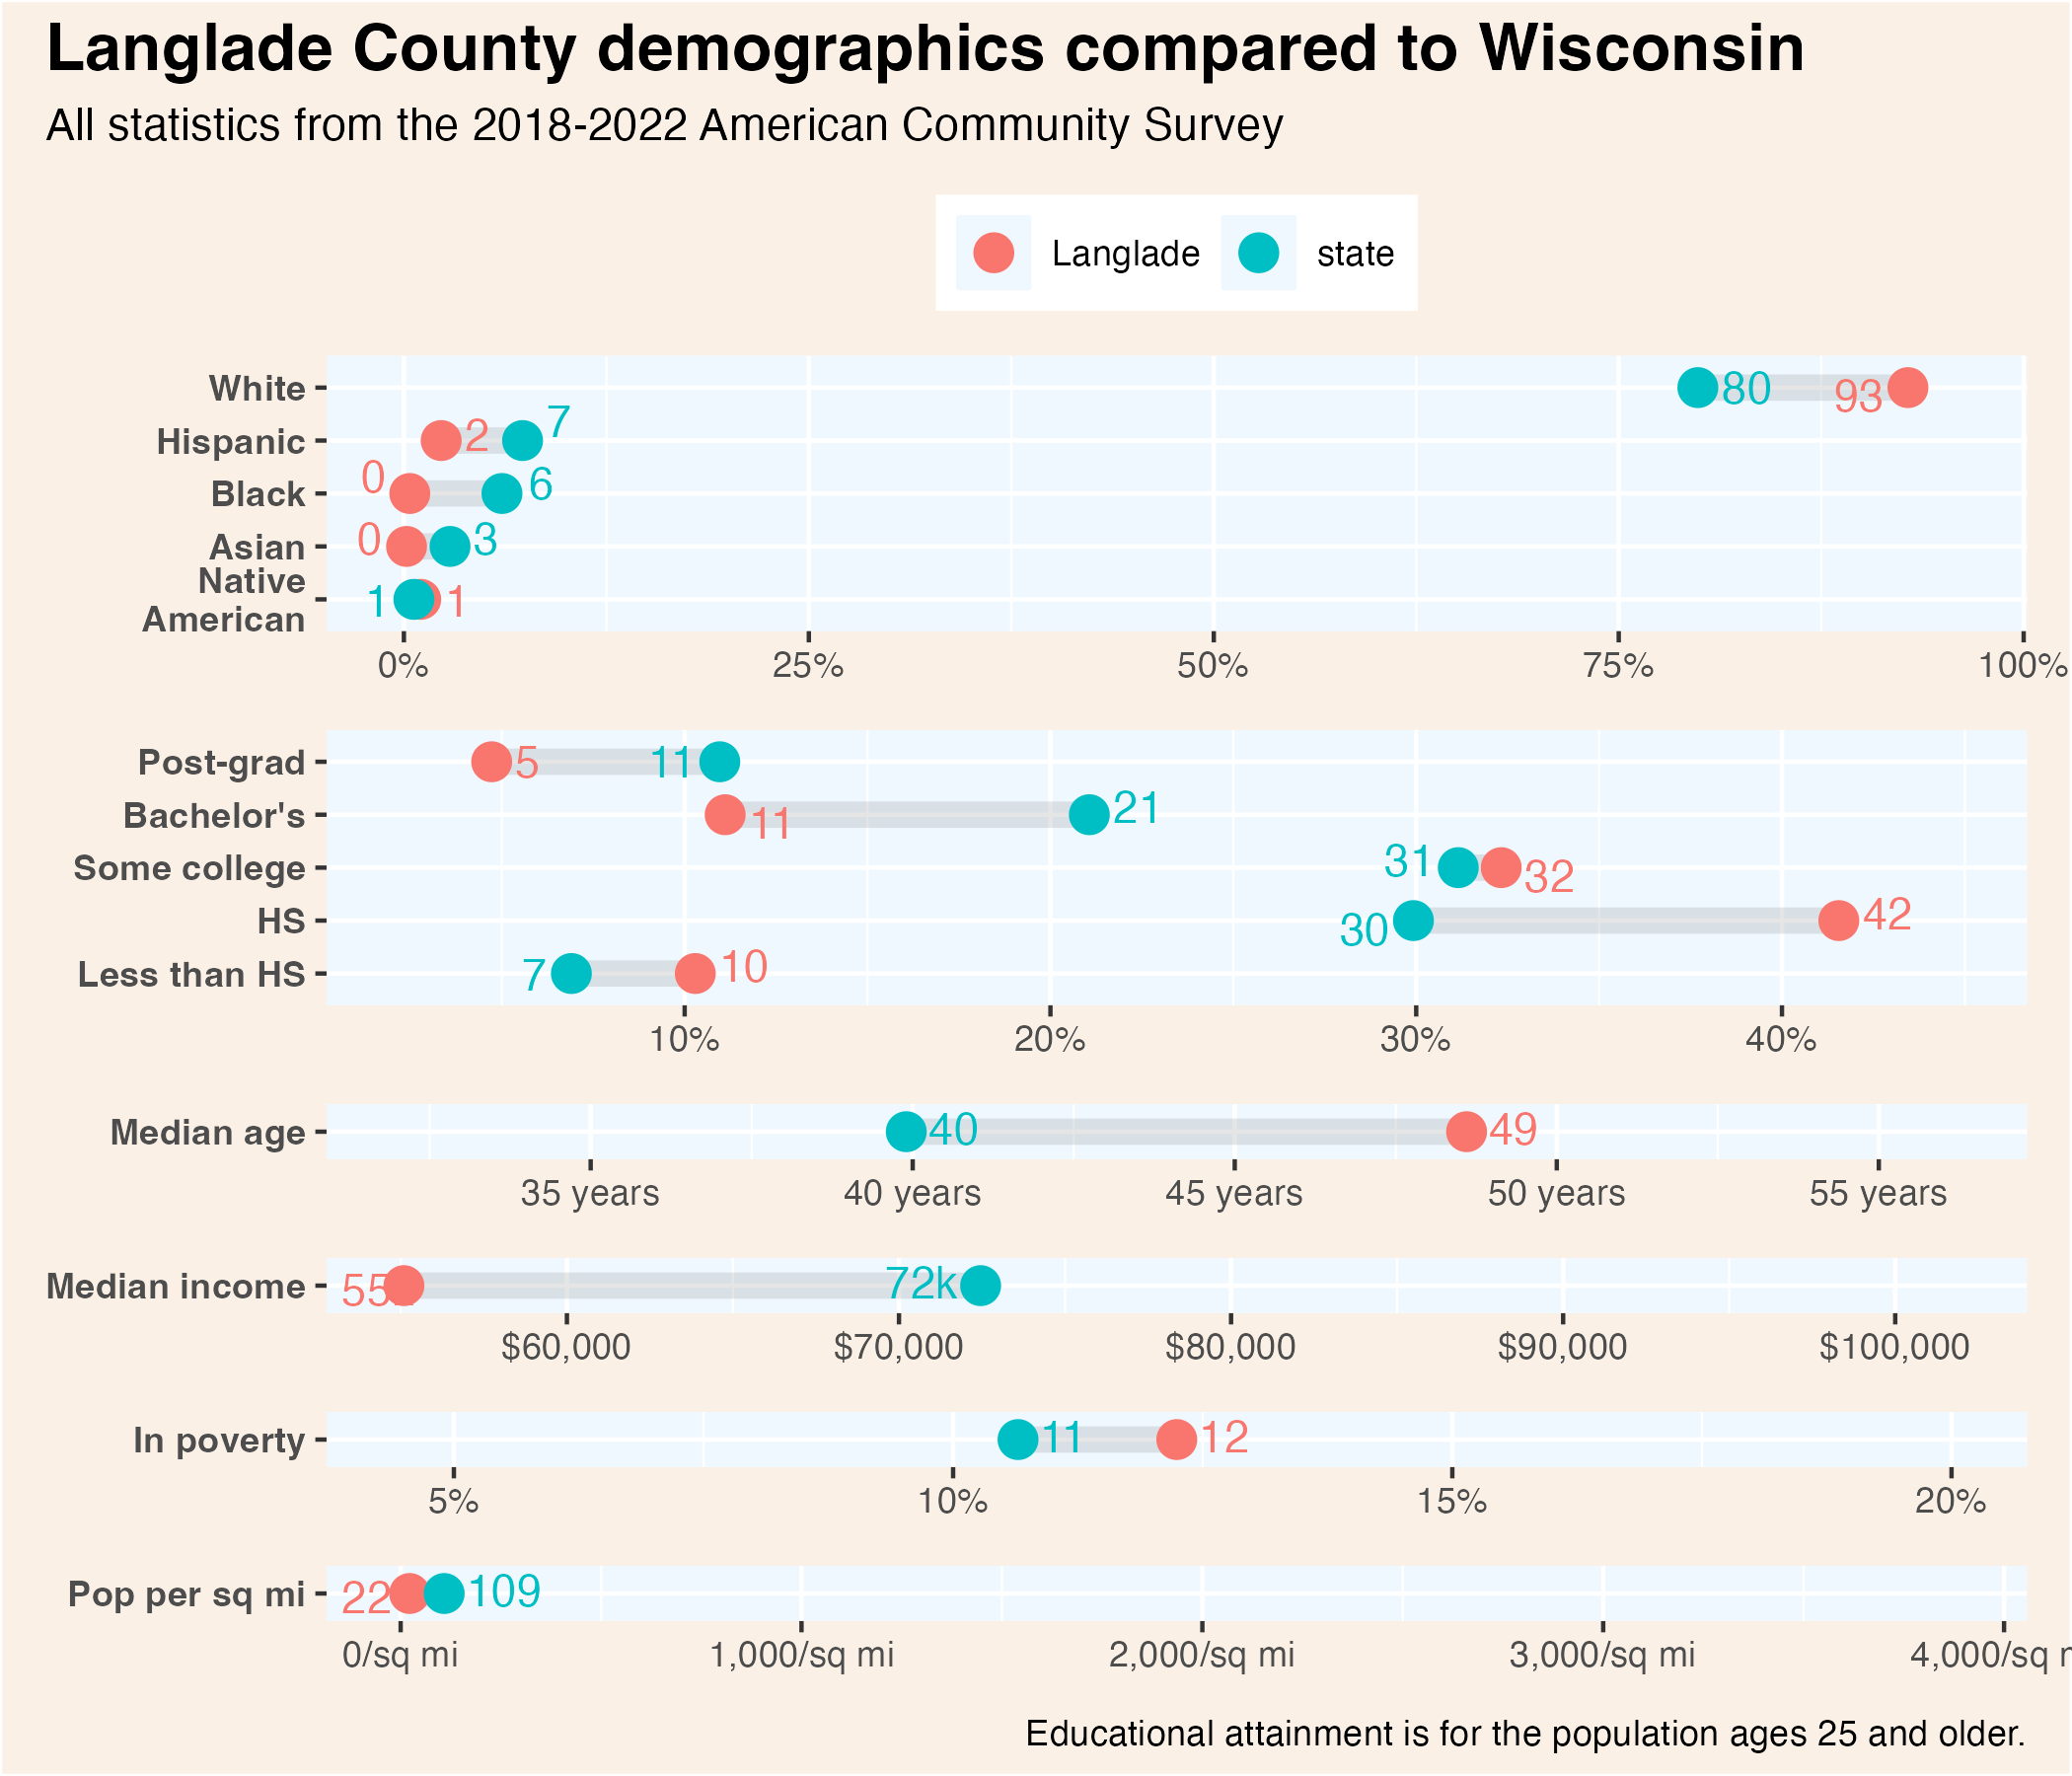 Langlade County demographics compared to Wisconsin
All statistics from the 2018-2022 American Community Survey
Langlade state
White 80 93
Hispanic 2 7
Black 0 6
Asian 0 3
Native
American 1 1
0% 25% 50% 75% 100%
Post-grad 5 11
Bachelor's 11 21
Some college 31 32
HS 30 42
Less than HS 7 10
10% 20% 30% 40%
Median age 40 49
35 years 40 years 45 years 50 years 55 years
Median income 55 72k
$60,000 $70,000 $80,000 $90,000 $100,000
In poverty 11 12
5% 10% 15% 20%
Pop per sq mi 22 109
0/sq mi 1,000/sq mi 2,000/sq mi 3,000/sq mi 4,000/sq
Educational attainment is for the population ages 25 and older.